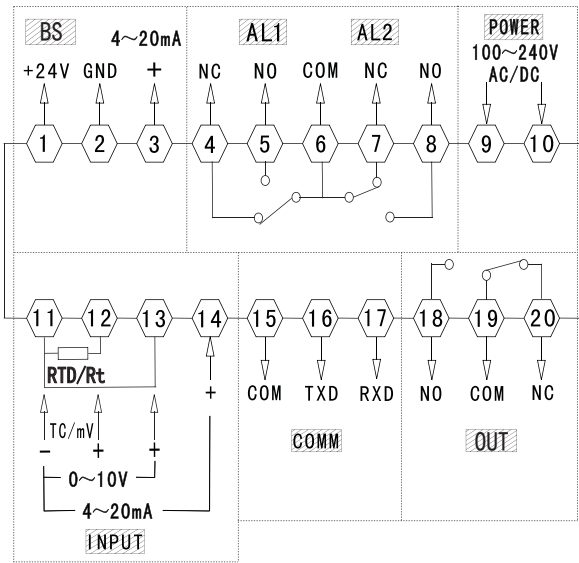 BS AL1 AL2 POWER
4~20mA 100~240V
+24V GND + NC NO COM NC NO AC/DC
1 2 3 4 5 6 7 8 9 10
11 12 13 14 15 16 17 18 19 20
RTD/Rt
+ COM TXD RXD NO COM NC
TC/mV
- + +
COMM OUT
0~10V
4~20mA
INPUT